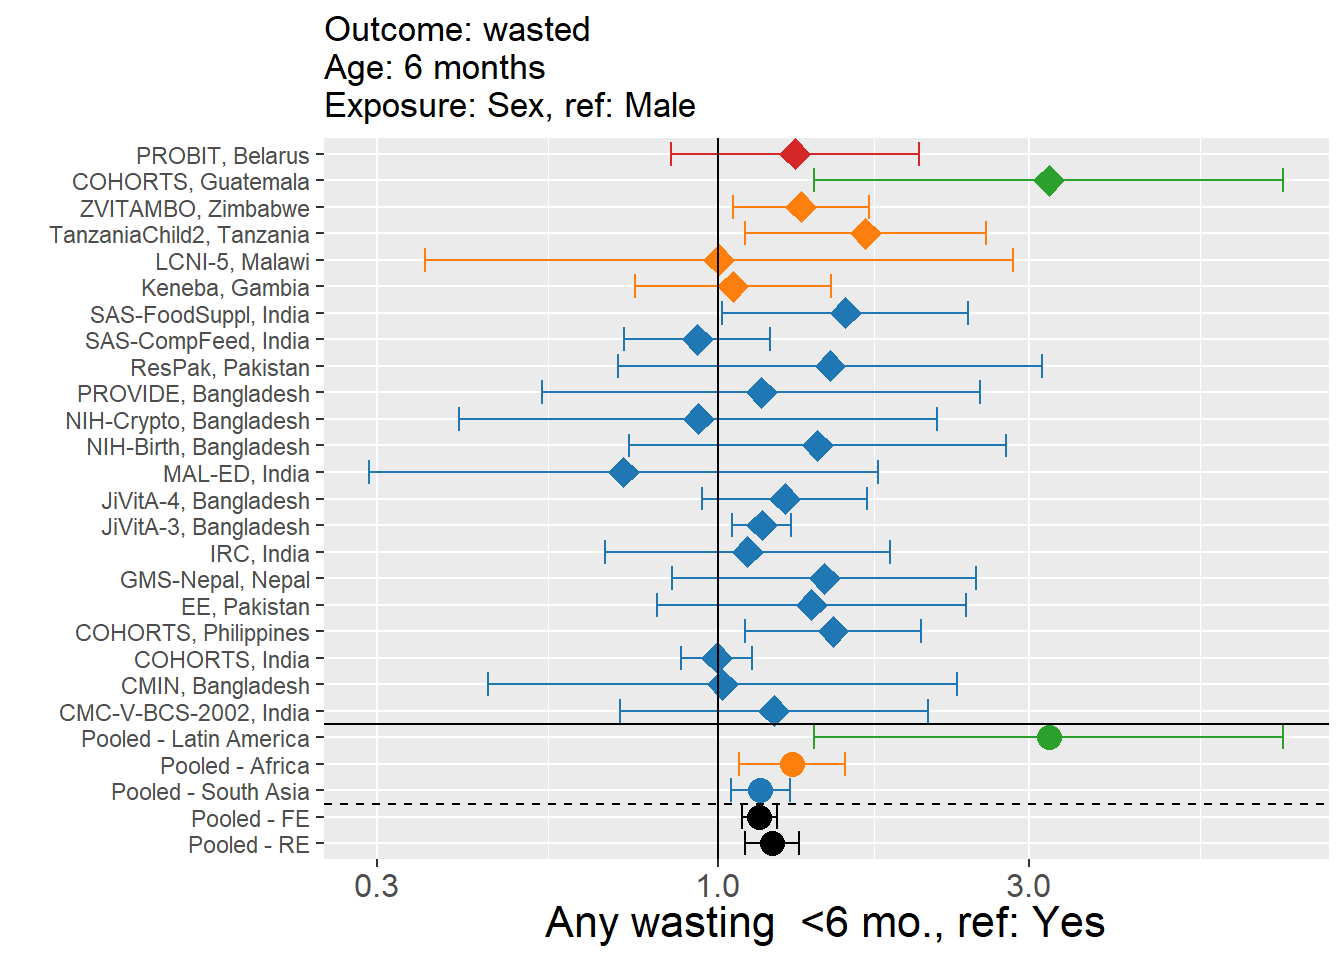 Outcome: wasted
Age: 6 months
Exposure: Sex, ref: Male
PROBIT, Belarus
COHORTS, Guatemala
ZVITAMBO, Zimbabwe
TanzaniaChild2, Tanzania
LCNI-5, Malawi
Keneba, Gambia
SAS-FoodSuppl, India
SAS-CompFeed, India
ResPak, Pakistan
PROVIDE, Bangladesh
NIH-Crypto, Bangladesh
NIH-Birth, Bangladesh
MAL-ED, India
JiVitA-4, Bangladesh
JiVitA-3, Bangladesh
IRC, India
GMS-Nepal, Nepal
EE, Pakistan
COHORTS, Philippines
COHORTS, India
CMIN, Bangladesh
CMC-V-BCS-2002, India
Pooled - Latin America
Pooled - Africa
Pooled - South Asia
Pooled - FE
Pooled - RE
0.3 1.0 3.0
Any wasting  <6 mo., ref: Yes